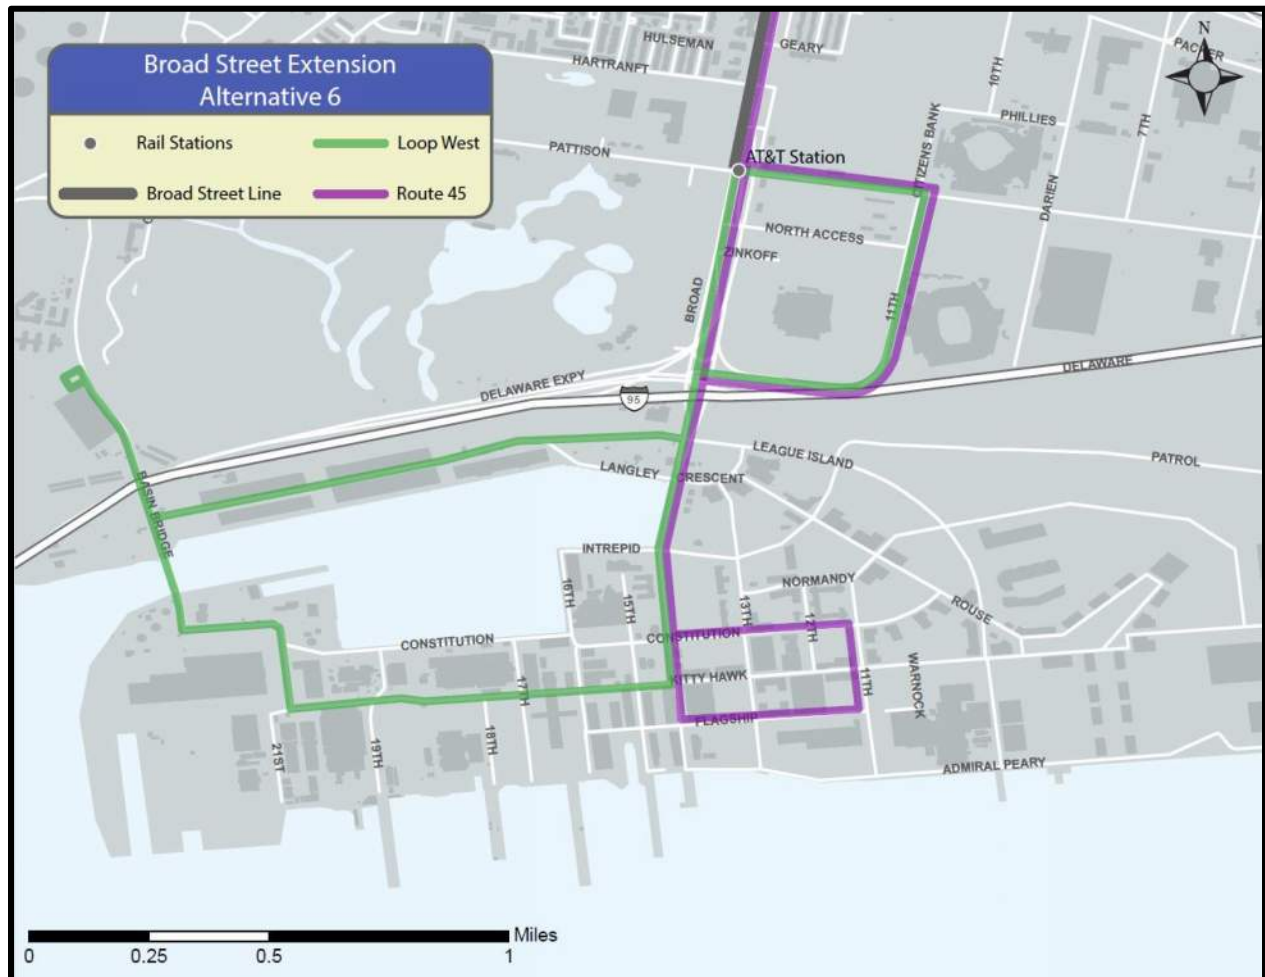 Broad Street Extension
Alternative 6
Rail Stations
Loop West
Broad Street Line
Route 45
N
HULSEMAN
GEARY
HARTRANFT
PACKER
10TH
PHILLIES
7TH
CITIZENS BANK
PATTISON
AT&T Station
DARIEN
NORTH ACCESS
ZINKOFF
BROAD
11TH
DELAWARE
DELAWARE EXPY
95
LEAGUE ISLAND
PATROL
LANGLEY
CRESCENT
BASIN BRIDGE
INTREPID
NORMANDY
16TH
15TH
13TH
12TH
ROUSE
CONSTITUTION
CONSTITUTION
KITTY HAWK
17TH
11TH
WARNOCK
FLAGSHIP
21ST
19TH
18TH
ADMIRAL PEARY
Miles
0
0.25
0.5
1